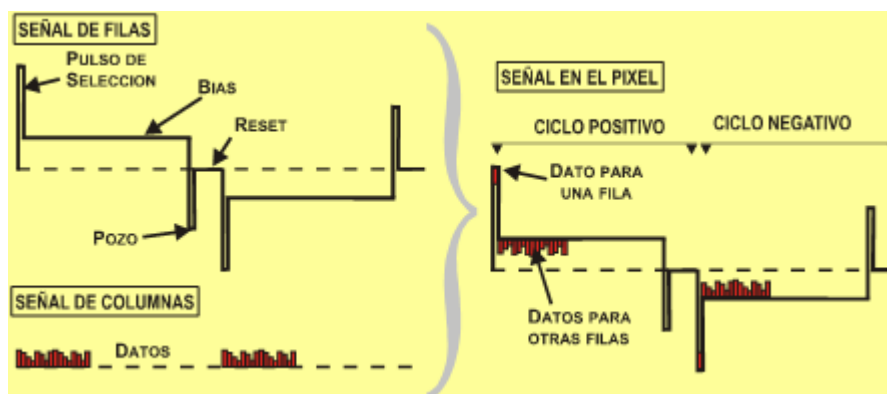 SEÑAL DE FILAS
PULSO DE
SELECCION
BIAS
RESET
POZO
SEÑAL DE COLUMNAS
DATOS
SEÑAL EN EL PIXEL
CICLO POSITIVO
CICLO NEGATIVO
DATO PARA
UNA FILA
DATOS PARA
OTRAS FILAS